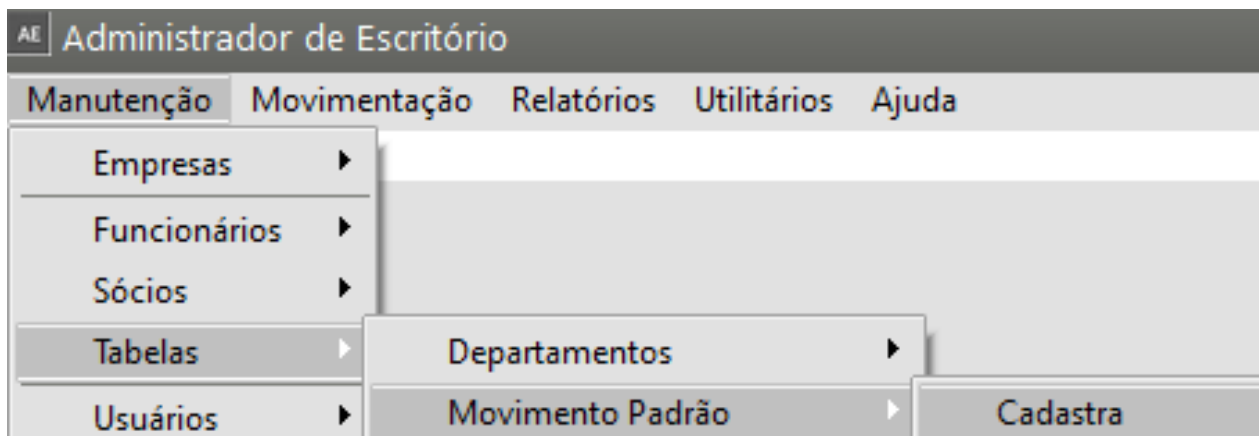 AE Administrador de Escritório
Manutenção Movimentação Relatórios Utilitários Ajuda
Empresas
Funcionários
Sócios
Tabelas Departamentos
Usuários Movimento Padrão Cadastra